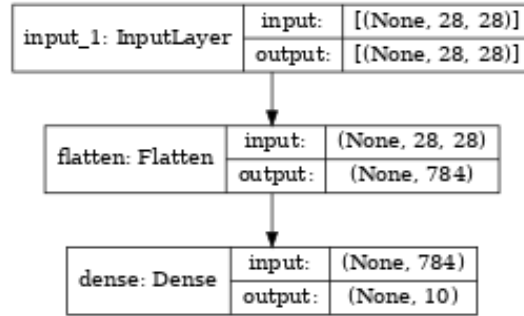 input_1: InputLayer
input: [(None, 28, 28)]
output: [(None, 28, 28)]
flatten: Flatten
input: (None, 28, 28)
output: (None, 784)
dense: Dense
input: (None, 784)
output: (None, 10)